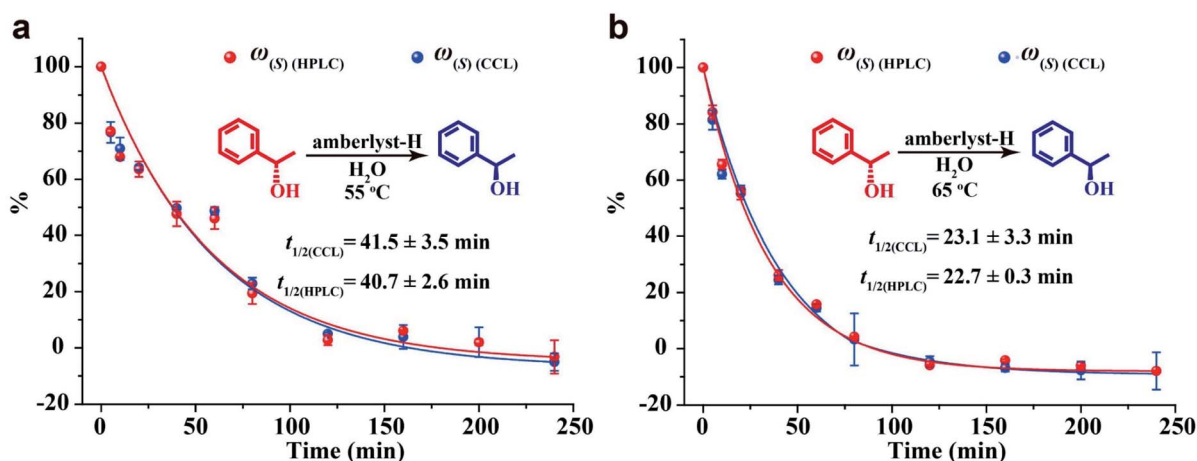 a
ω(S) (HPLC)
ω(S) (CCL)
100
80
60
40
20
0
-20
%
amberlyst-H
H2O
55 ºC
OH
OH
t1/2(CCL)= 41.5 ± 3.5 min
t1/2(HPLC)= 40.7 ± 2.6 min
0 50 100 150 200 250
Time (min)
b
ω(S) (HPLC)
ω(S) (CCL)
100
80
60
40
20
0
-20
%
amberlyst-H
H2O
65 ºC
OH
OH
t1/2(CCL)= 23.1 ± 3.3 min
t1/2(HPLC)= 22.7 ± 0.3 min
0 50 100 150 200 250
Time (min)